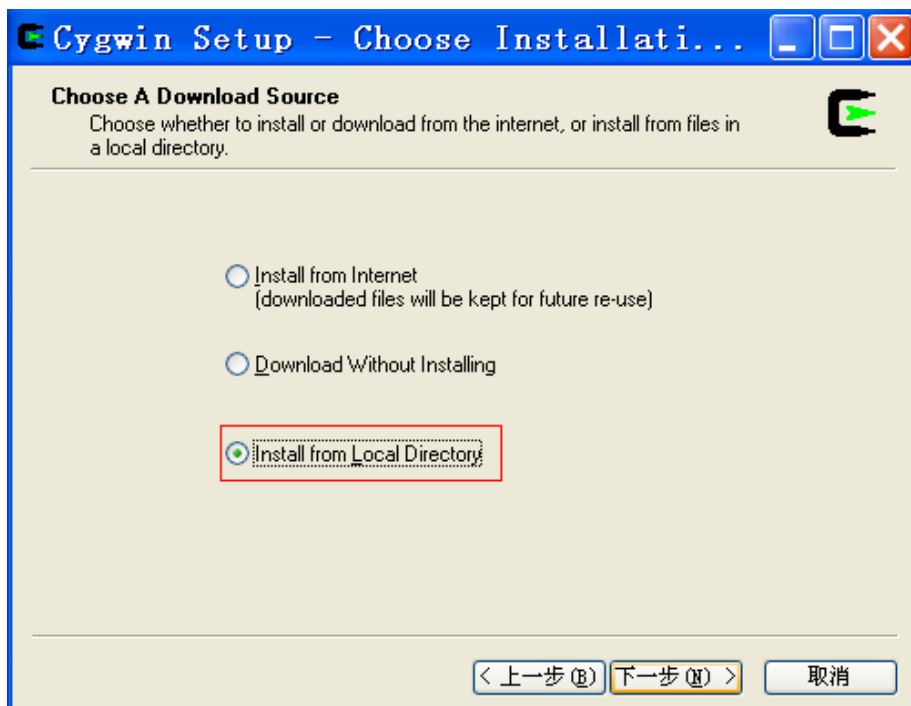 Cygwin Setup - Choose Installati...
Choose A Download Source
Choose whether to install or download from the internet, or install from files in
a local directory.
Install from Internet
(downloaded files will be kept for future re-use)
Download Without Installing
Install from Local Directory
< 上一步(B) 下一步(N) > 取消